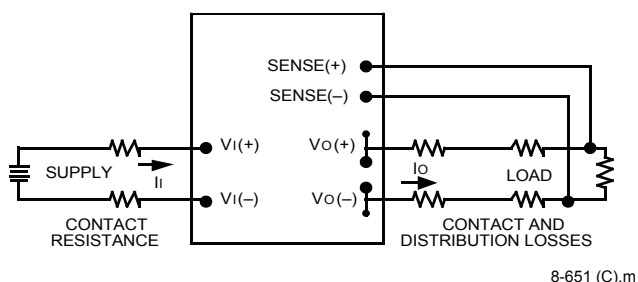 SENSE(+)
SENSE(–)
VI(+)
VO(+)
IO
SUPPLY
II
LOAD
VI(–)
VO(–)
CONTACT
RESISTANCE
CONTACT AND
DISTRIBUTION LOSSES
8-651 (C).m